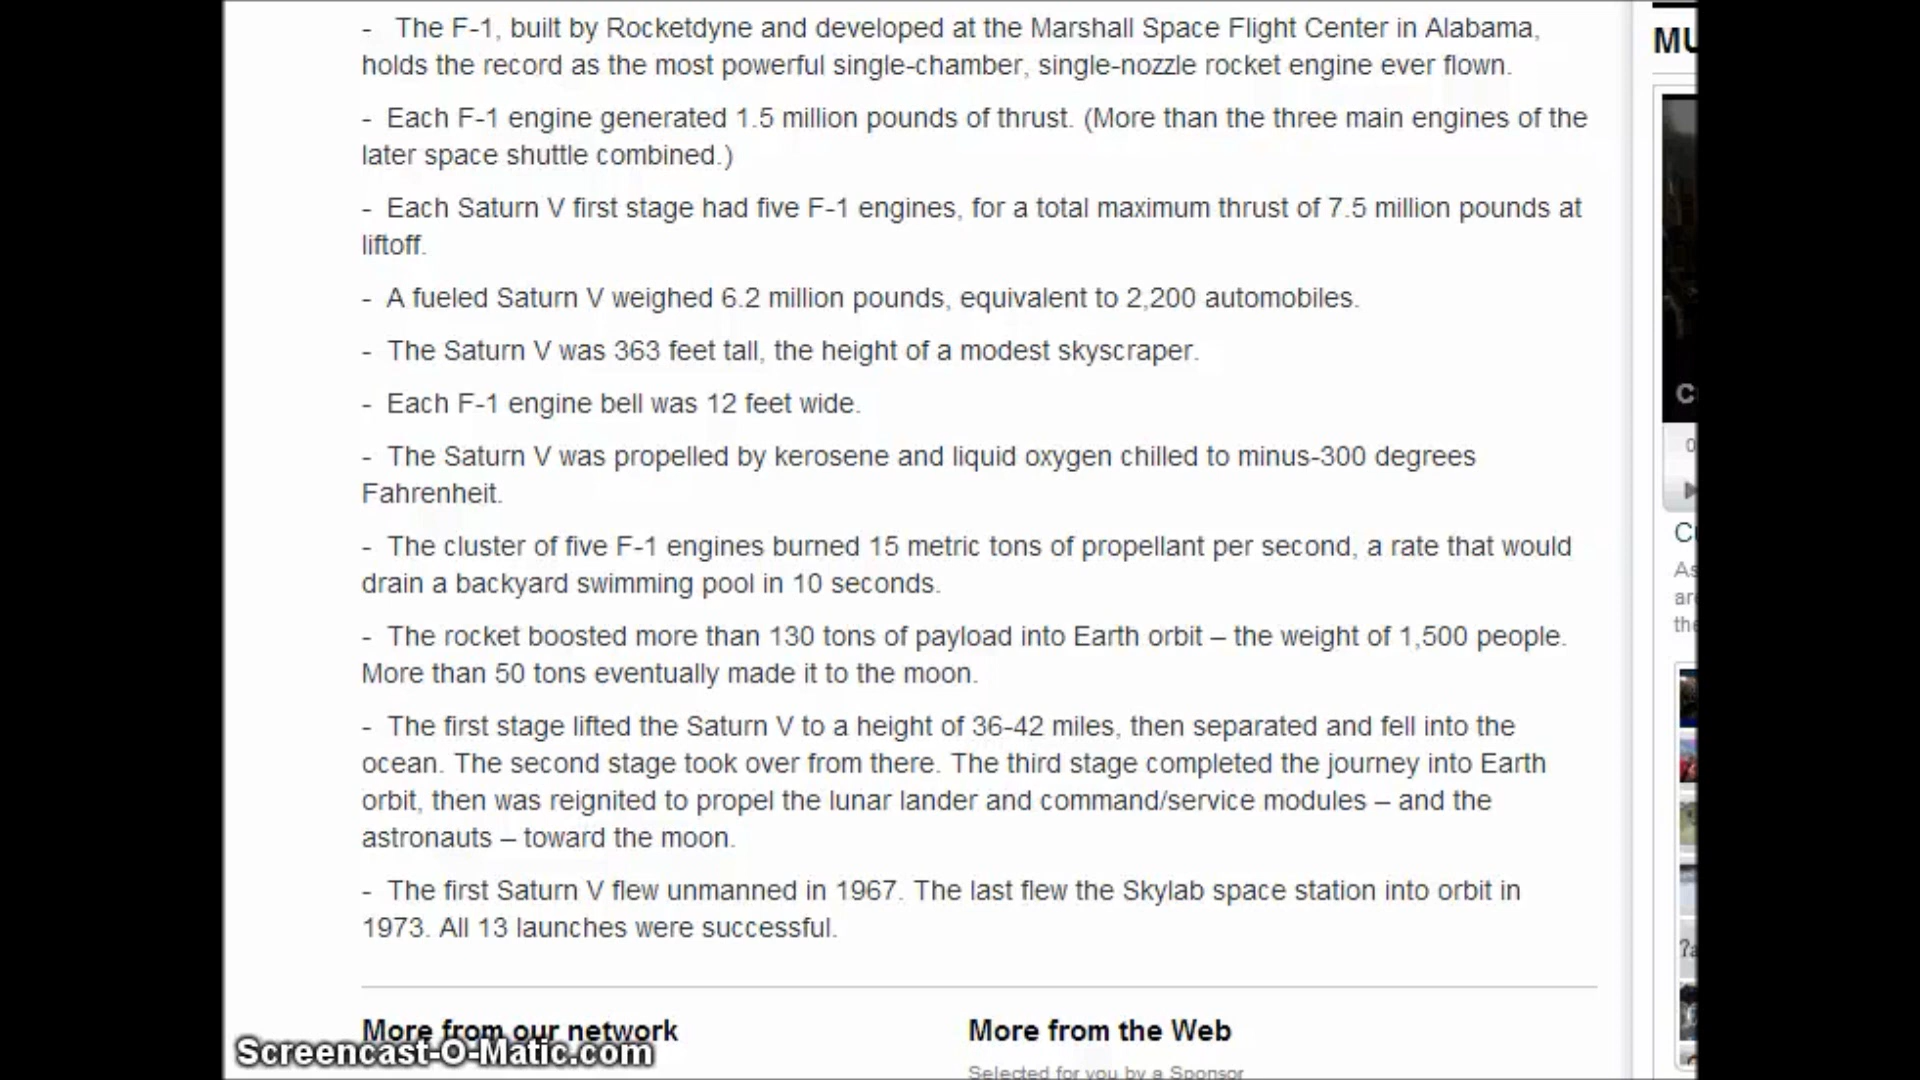 - The F-1, built by Rocketdyne and developed at the Marshall Space Flight Center in Alabama,
holds the record as the most powerful single-chamber, single-nozzle rocket engine ever flown.
- Each F-1 engine generated 1.5 million pounds of thrust. (More than the three main engines of the
later space shuttle combined.)
- Each Saturn V first stage had five F-1 engines, for a total maximum thrust of 7.5 million pounds at
liftoff.
- A fueled Saturn V weighed 6.2 million pounds, equivalent to 2,200 automobiles.
- The Saturn V was 363 feet tall, the height of a modest skyscraper.
- Each F-1 engine bell was 12 feet wide.
- The Saturn V was propelled by kerosene and liquid oxygen chilled to minus-300 degrees
Fahrenheit.
- The cluster of five F-1 engines burned 15 metric tons of propellant per second, a rate that would
drain a backyard swimming pool in 10 seconds.
- The rocket boosted more than 130 tons of payload into Earth orbit – the weight of 1,500 people.
More than 50 tons eventually made it to the moon.
- The first stage lifted the Saturn V to a height of 36-42 miles, then separated and fell into the
ocean. The second stage took over from there. The third stage completed the journey into Earth
orbit, then was reignited to propel the lunar lander and command/service modules – and the
astronauts – toward the moon.
- The first Saturn V flew unmanned in 1967. The last flew the Skylab space station into orbit in
1973. All 13 launches were successful.
More from our network
More from the Web
Selected for you by a Sponsor
Screencast-O-Matic.com
MU
As
the